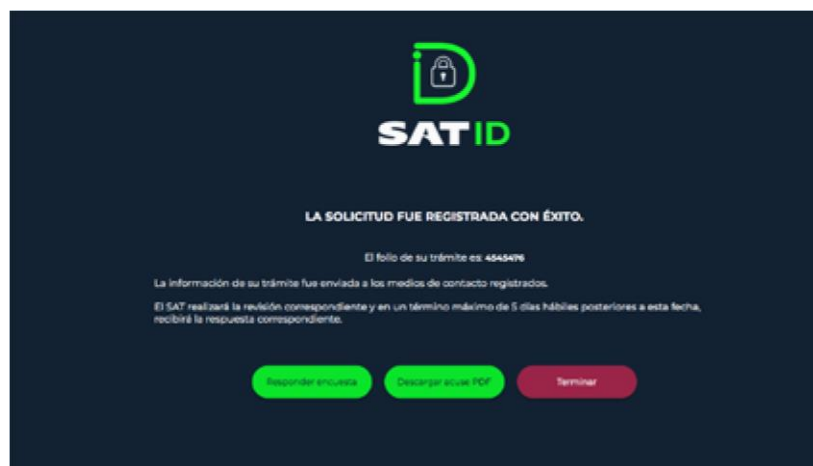 SAT ID
LA SOLICITUD FUE REGISTRADA CON ÉXITO.
El folio de su trámite es: 4545476
La información de su trámite fue enviada a los medios de contacto registrados.
El SAT realizará la revisión correspondiente y en un término máximo de 5 días hábiles posteriores a esta fecha,
recibirá la respuesta correspondiente.
Responder encuesta
Descargar acuse PDF
Terminar